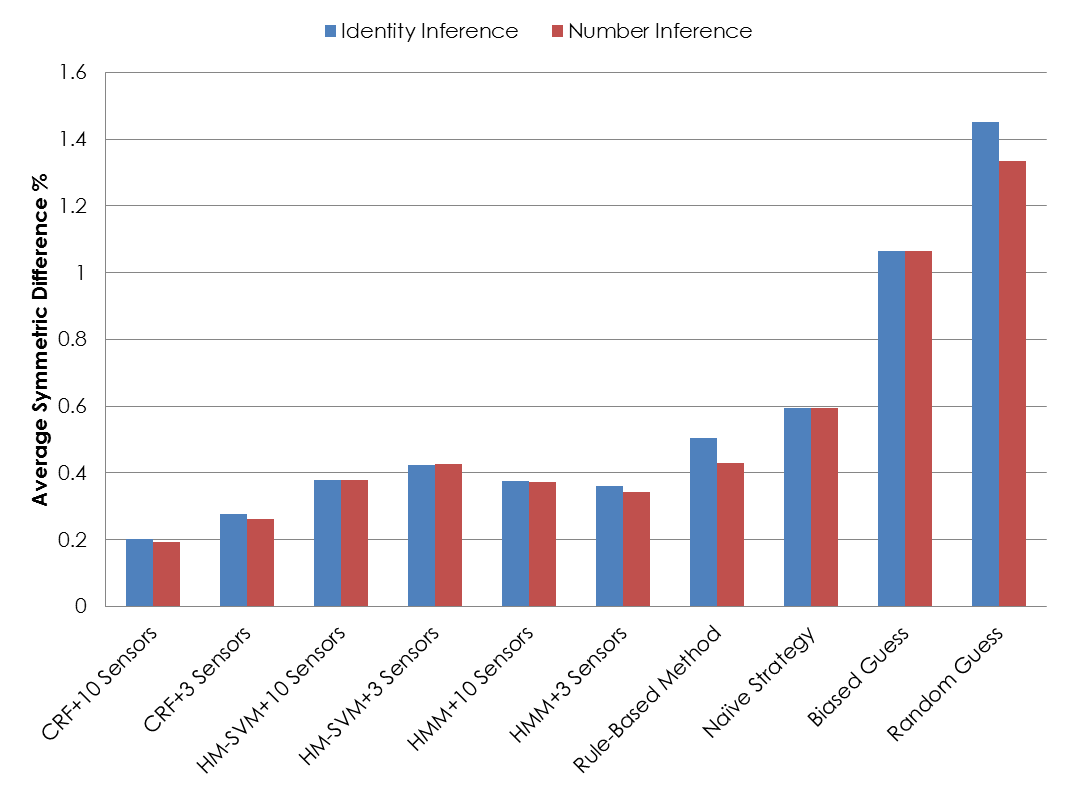 Identity Inference Number Inference
Average Symmetric Difference %
1.6
1.4
1.2
1
0.8
0.6
0.4
0.2
0
CRF+10 Sensors
CRF+3 Sensors
HM-SVM+10 Sensors
HM-SVM+3 Sensors
HMM+10 Sensors
HMM+3 Sensors
Rule-Based Method
Naïve Strategy
Biased Guess
Random Guess